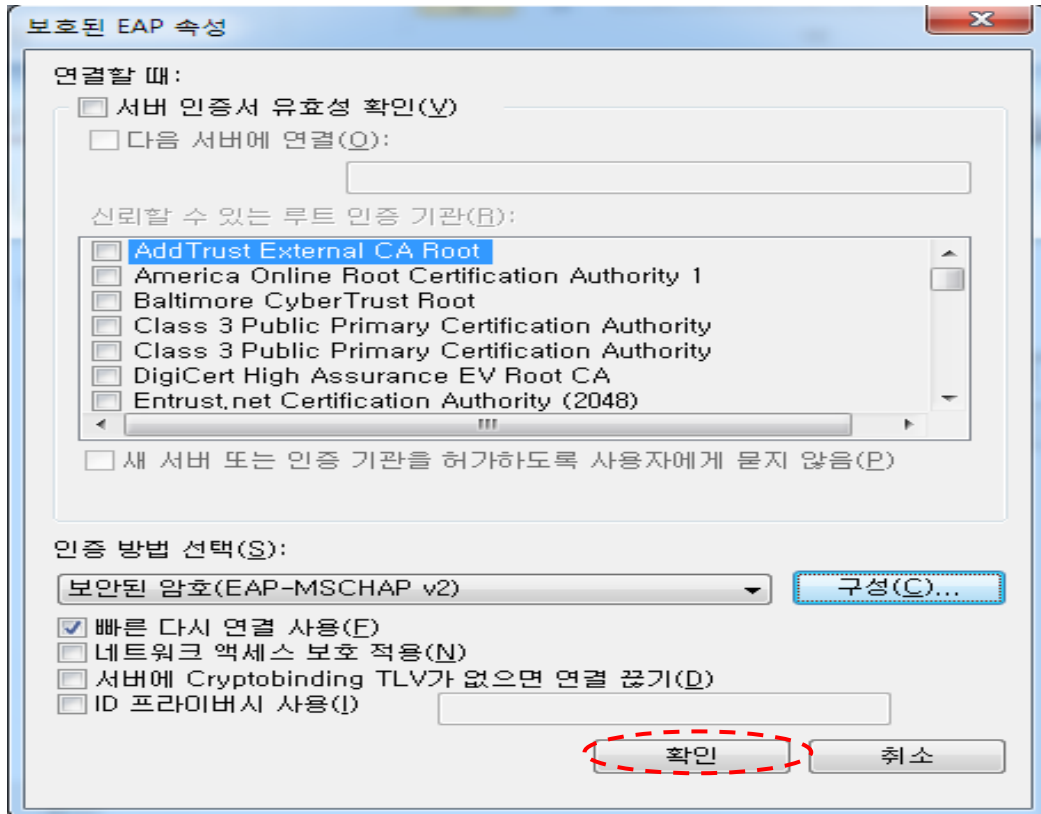 보호된 EAP 속성
연결할 때:
서버 인증서 유효성 확인(V)
다음 서버에 연결(O):
신뢰할 수 있는 루트 인증 기관(R):
AddTrust External CA Root
America Online Root Certification Authority 1
Baltimore CyberTrust Root
Class 3 Public Primary Certification Authority
Class 3 Public Primary Certification Authority
DigiCert High Assurance EV Root CA
Entrust.net Certification Authority (2048)
새 서버 또는 인증 기관을 허가하도록 사용자에게 묻지 않음(P)
인증 방법 선택(S):
보안된 암호(EAP-MSCHAP v2) 구성(C)...
빠른 다시 연결 사용(F)
네트워크 액세스 보호 적용(N)
서버에 Cryptobinding TLV가 없으면 연결 끊기(D)
ID 프라이버시 사용(I)
확인 취소